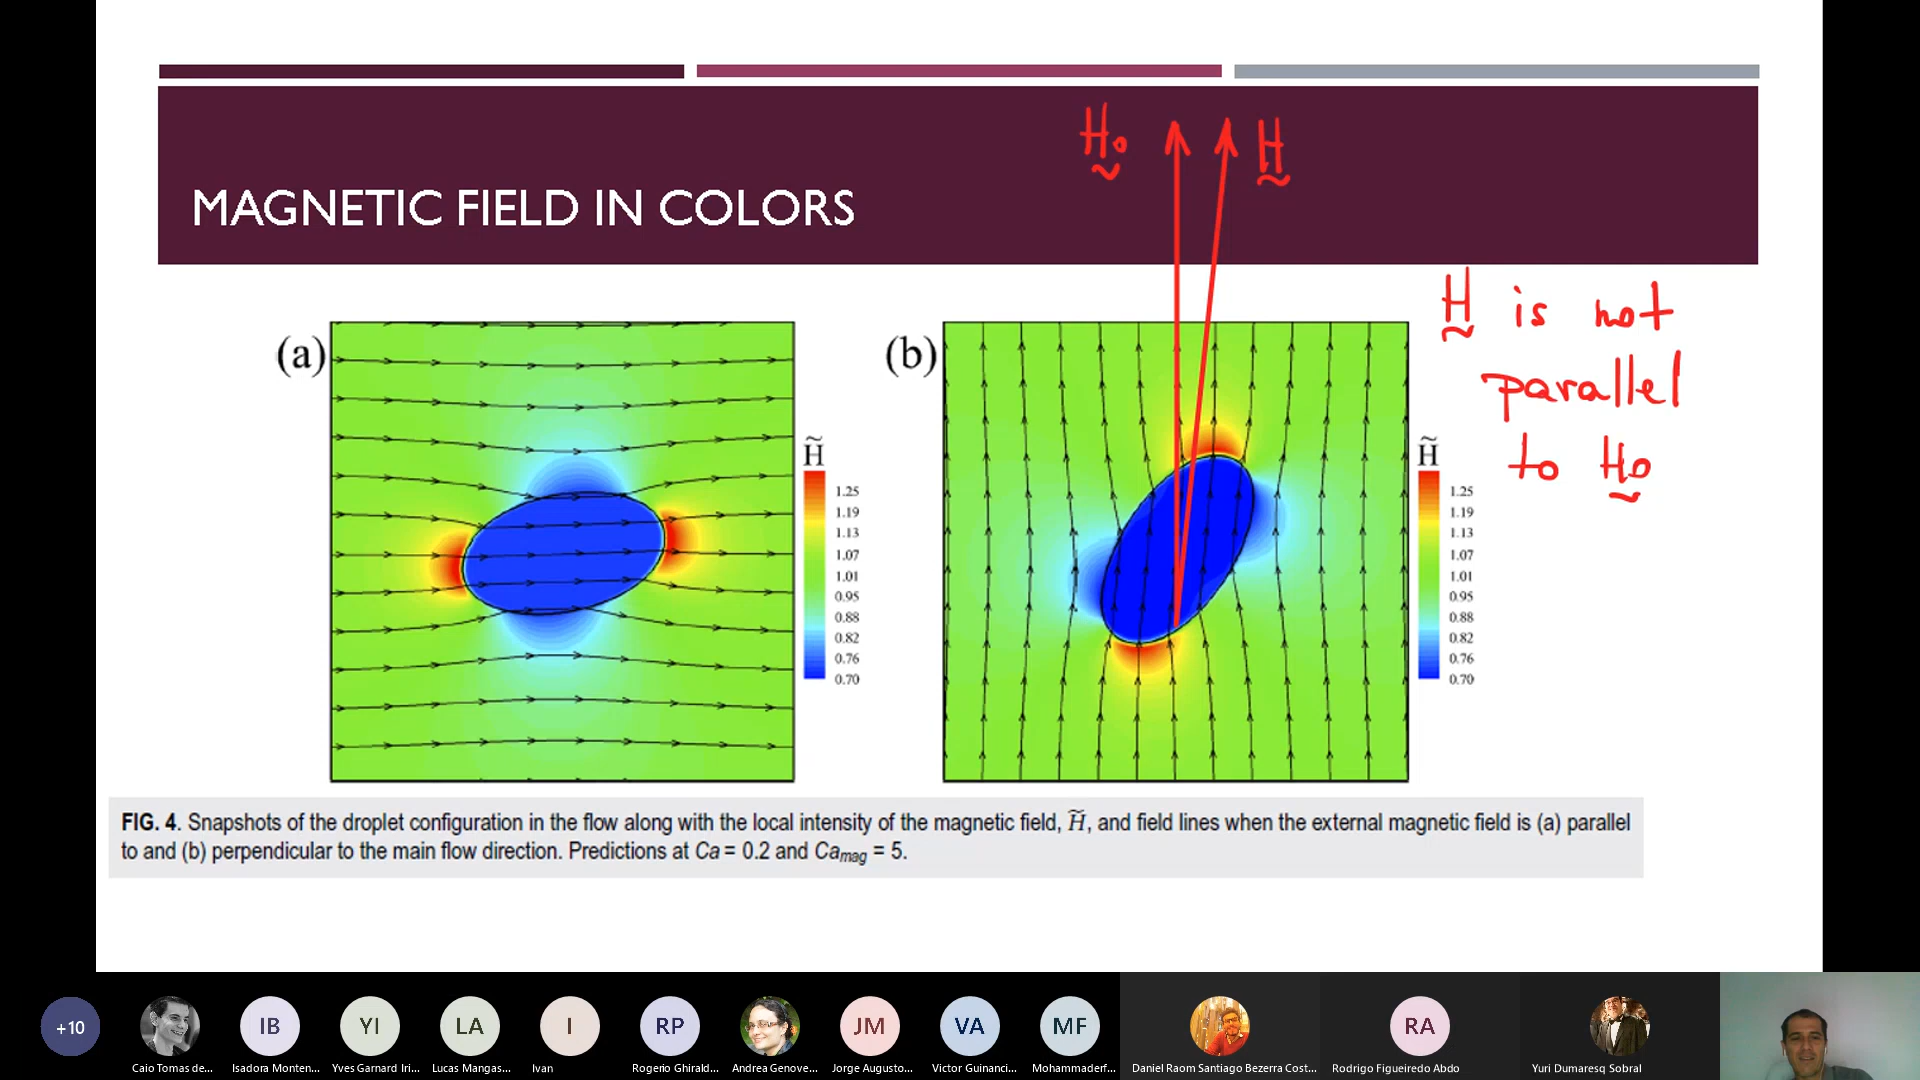 H₀ H
MAGNETIC FIELD IN COLORS
H is not
parallel
to H₀
(a)
H̃
1.25
1.19
1.13
1.07
1.01
0.95
0.88
0.82
0.76
0.70
(b)
H̃
1.25
1.19
1.13
1.07
1.01
0.95
0.88
0.82
0.76
0.70
FIG. 4. Snapshots of the droplet configuration in the flow along with the local intensity of the magnetic field, H̃, and field lines when the external magnetic field is (a) parallel
to and (b) perpendicular to the main flow direction. Predictions at Ca = 0.2 and Caₘₐg = 5.
+10 IB YI LA I RP JM VA MF RA
Caio Tomas de... Isadora Monten... Yves Garnard Iri... Lucas Mangas... Ivan Rogerio Ghirald... Andrea Genove... Jorge Augusto... Victor Guinanci... Mohammaderf... Daniel Raom Santiago Bezerra Cost... Rodrigo Figueiredo Abdo Yuri Dumaresq Sobral